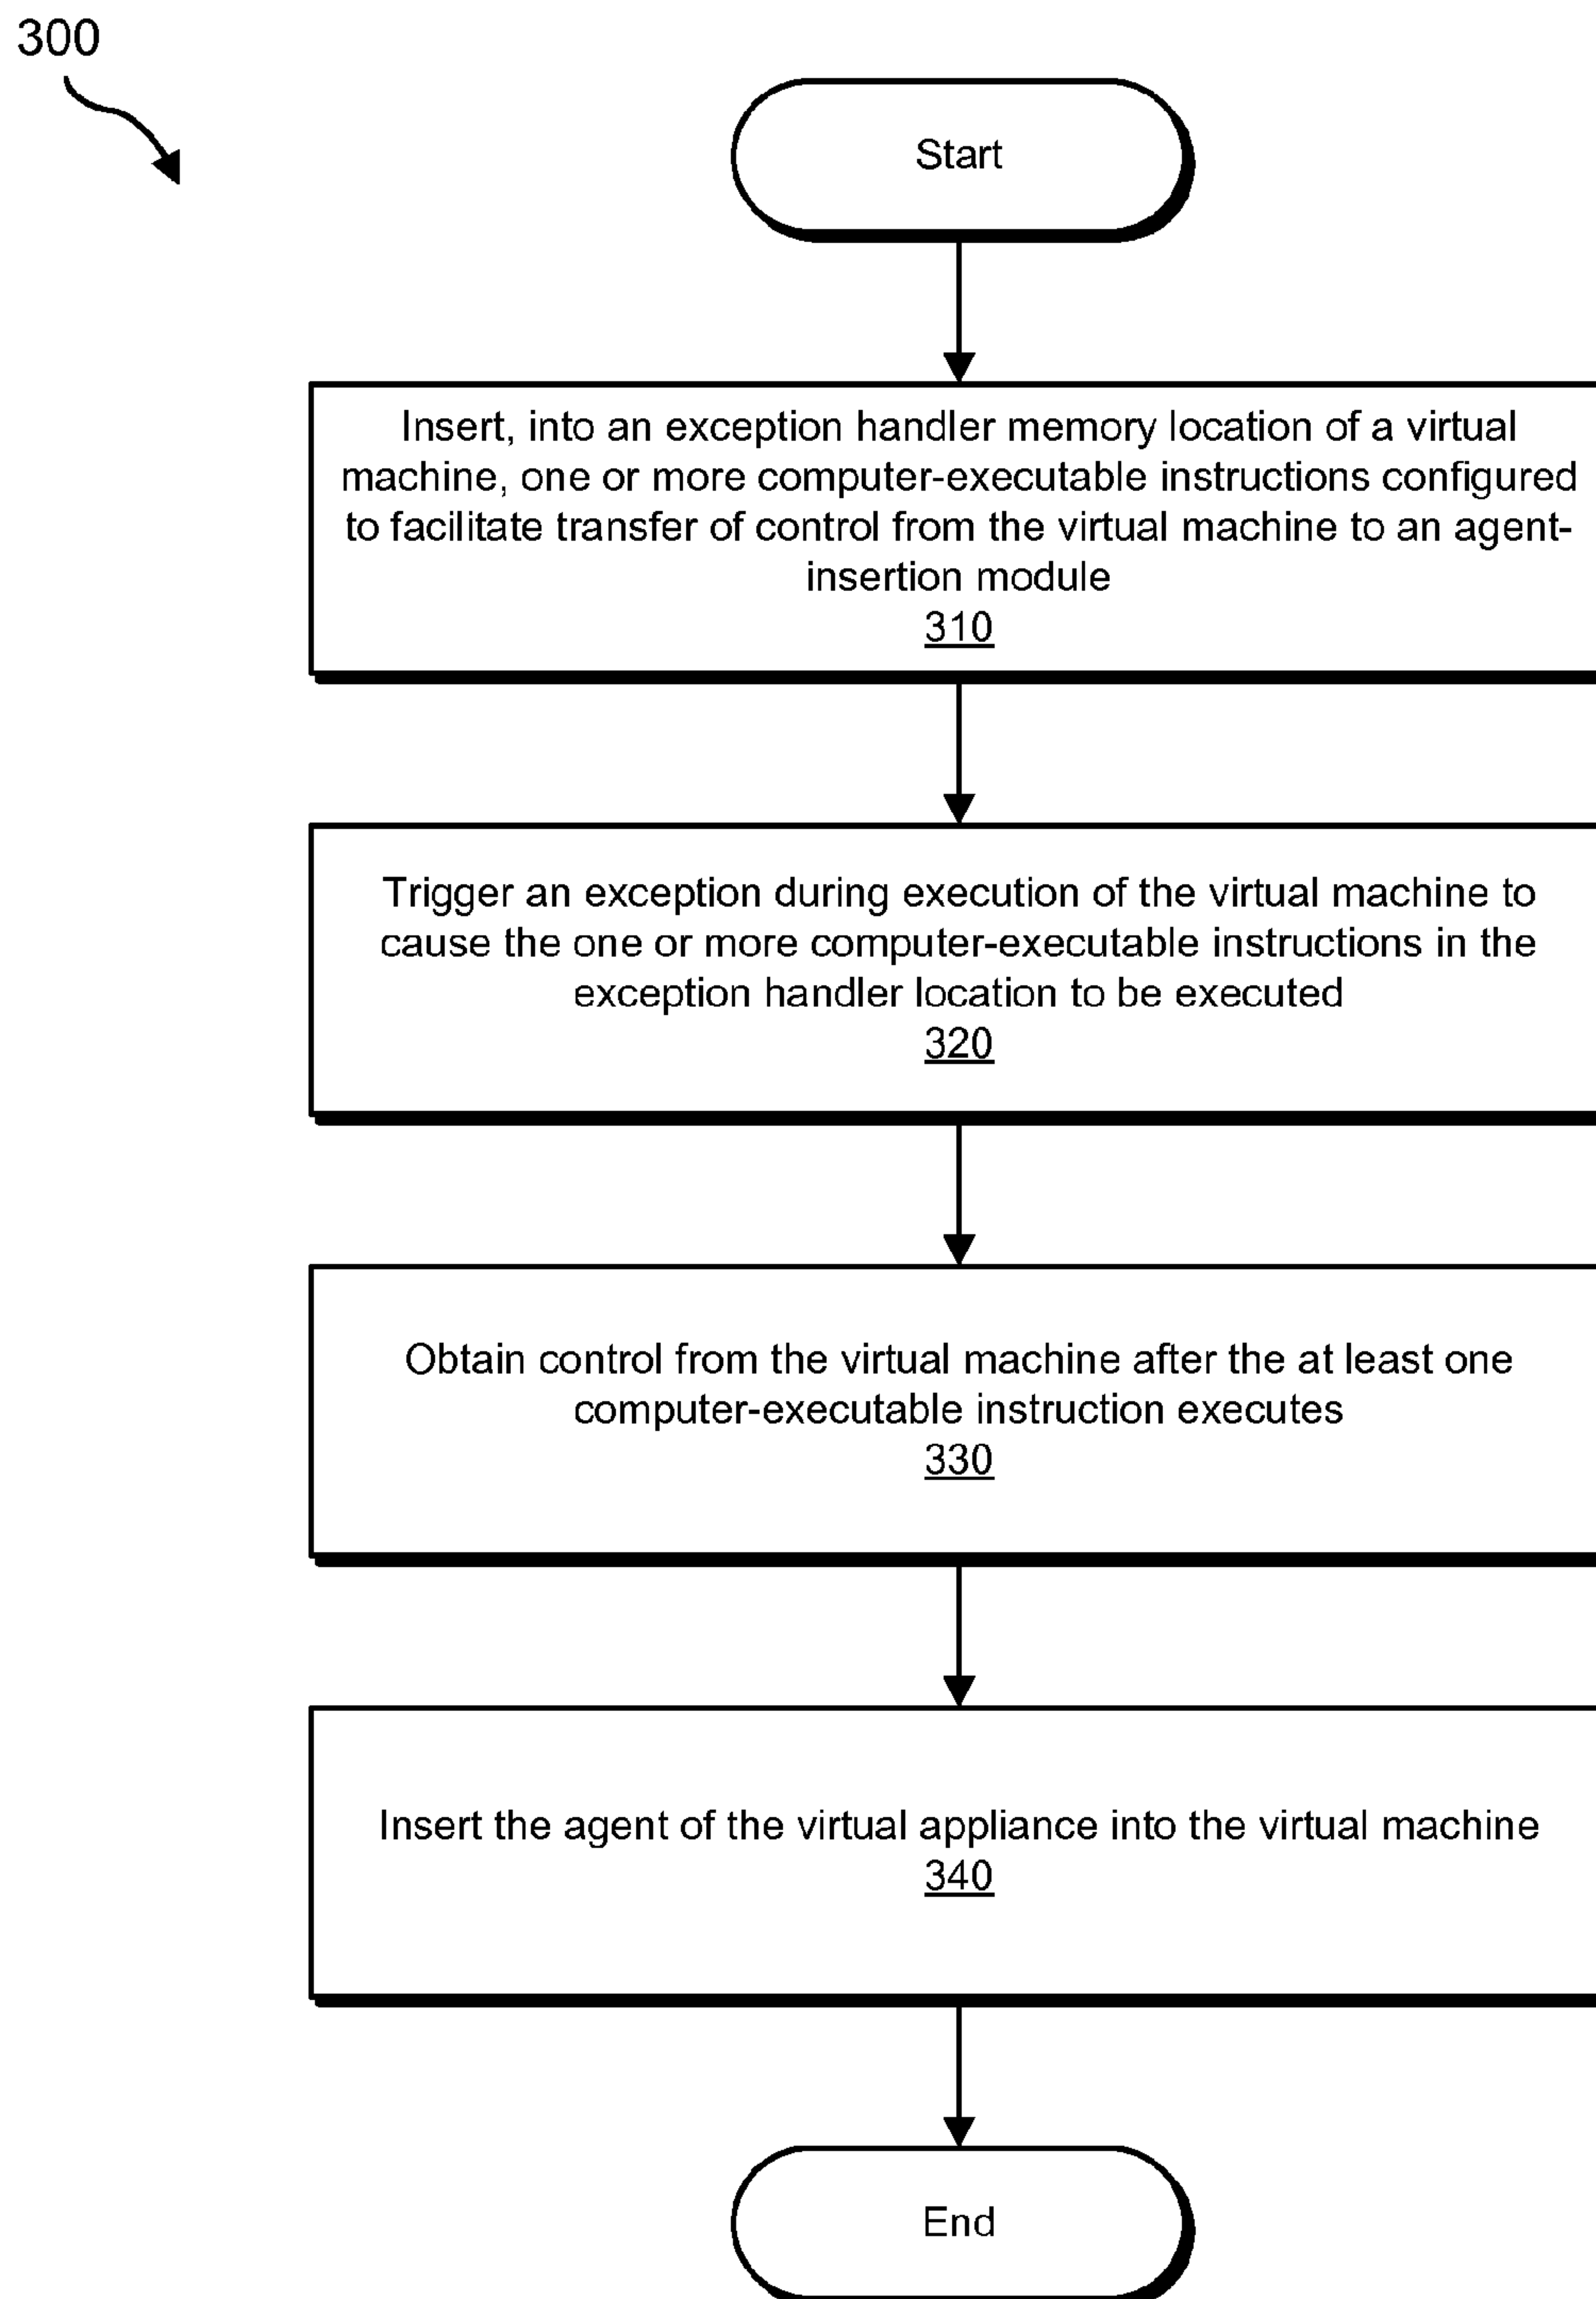 300
Start
Insert, into an exception handler memory location of a virtual
machine, one or more computer-executable instructions configured
to facilitate transfer of control from the virtual machine to an agent-
insertion module
310
Trigger an exception during execution of the virtual machine to
cause the one or more computer-executable instructions in the
exception handler location to be executed
320
Obtain control from the virtual machine after the at least one
computer-executable instruction executes
330
Insert the agent of the virtual appliance into the virtual machine
340
End